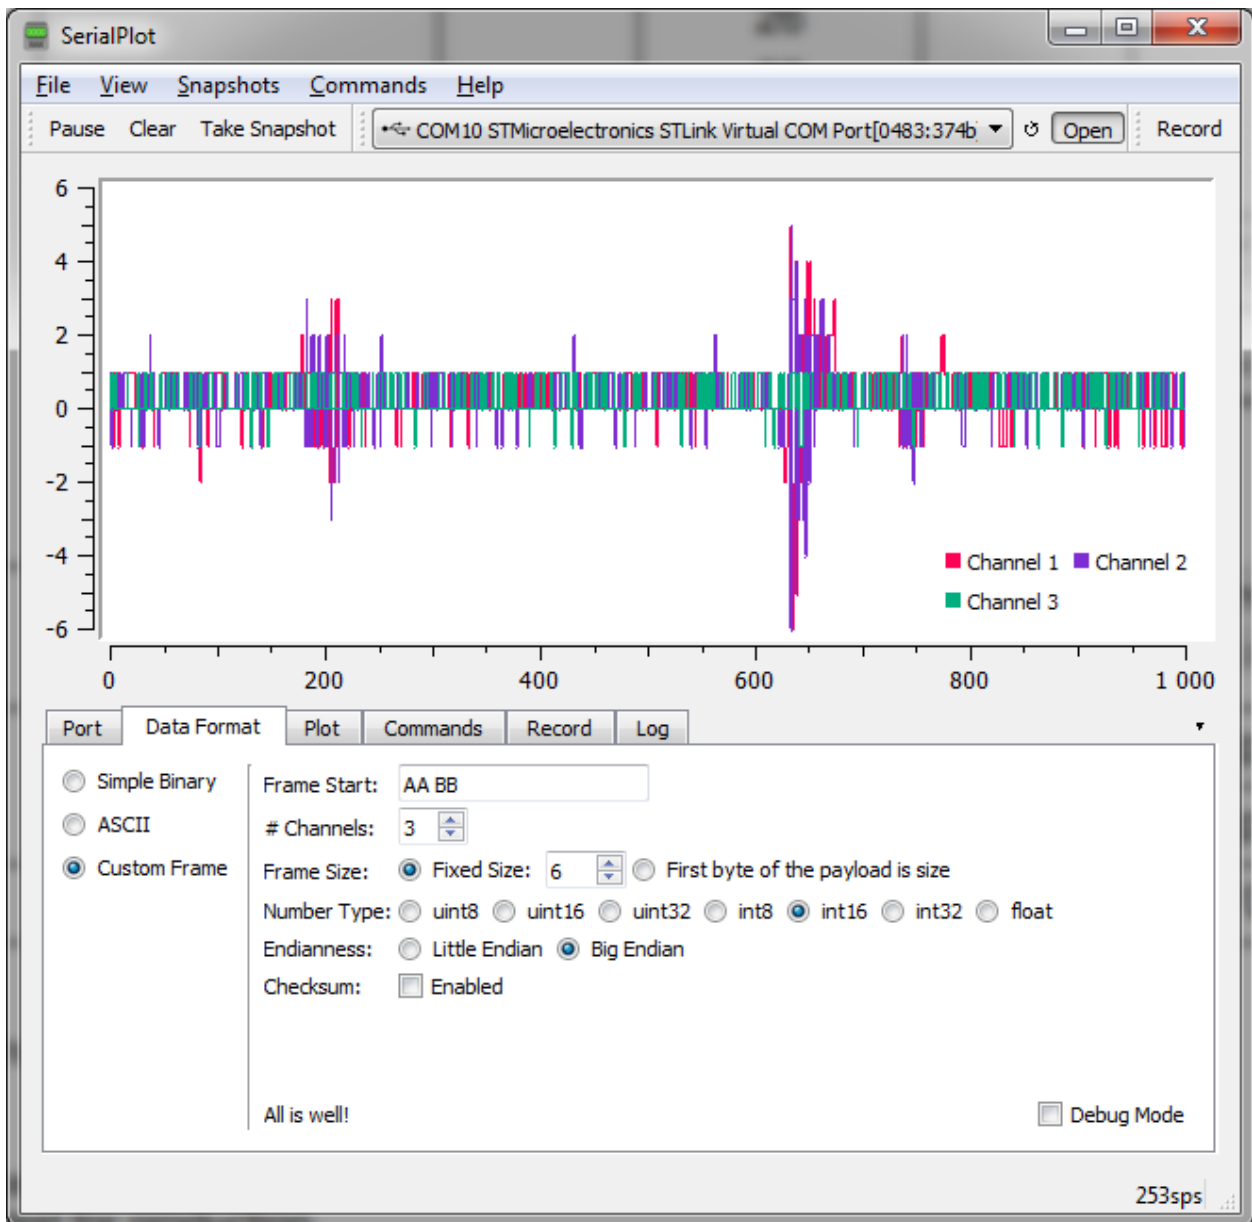 SerialPlot
File View Snapshots Commands Help
Pause Clear Take Snapshot COM10 STMicroelectronics STLink Virtual COM Port[0483:374b Open Record
6
4
2
0
-2
-4
-6
Channel 1 Channel 2
Channel 3
0 200 400 600 800 1 000
Port Data Format Plot Commands Record Log
Simple Binary
ASCII
Custom Frame
Frame Start: AA BB
# Channels: 3
Frame Size: Fixed Size: 6 First byte of the payload is size
Number Type: uint8 uint16 uint32 int8 int16 int32 float
Endianness: Little Endian Big Endian
Checksum: Enabled
All is well! Debug Mode
253sps